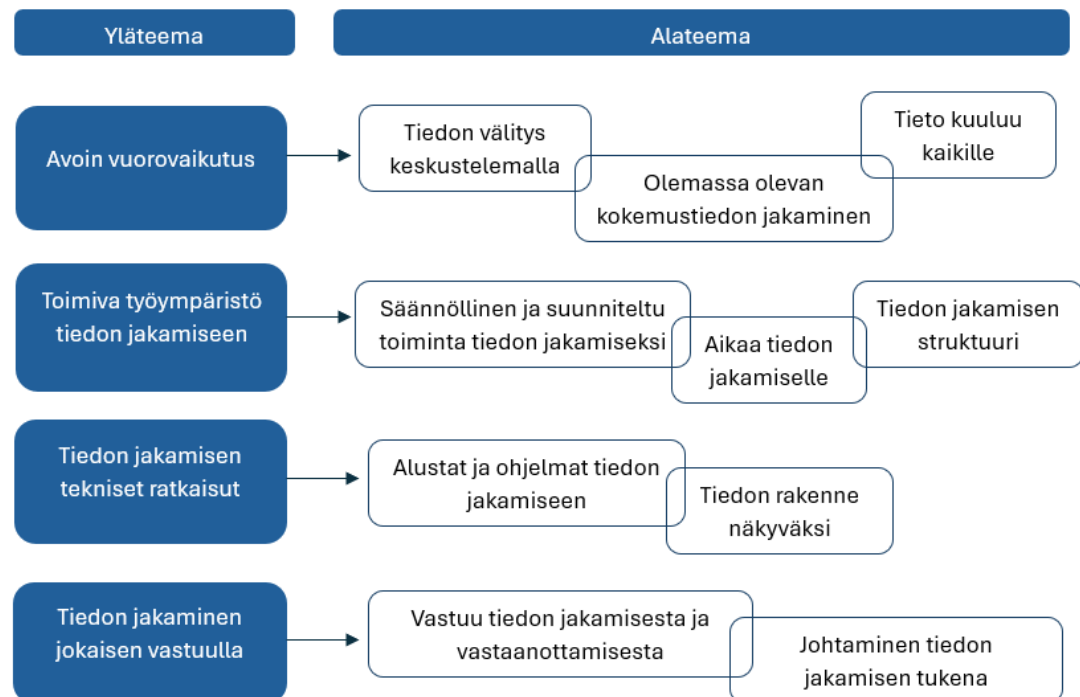 Yläteema
Alateema
Avoin vuorovaikutus
Tiedon välitys
keskustelemalla
Olemassa olevan
kokemustiedon jakaminen
Tieto kuuluu
kaikille
Toimiva työympäristö
tiedon jakamiseen
Säännöllinen ja suunniteltu
toiminta tiedon jakamiseksi
Aikaa tiedon
jakamiselle
Tiedon jakamisen
struktuuri
Tiedon jakamisen
tekniset ratkaisut
Alustat ja ohjelmat tiedon
jakamiseen
Tiedon rakenne
näkyväksi
Tiedon jakaminen
jokaisen vastuulla
Vastuu tiedon jakamisesta ja
vastaanottamisesta
Johtaminen tiedon
jakamisen tukena